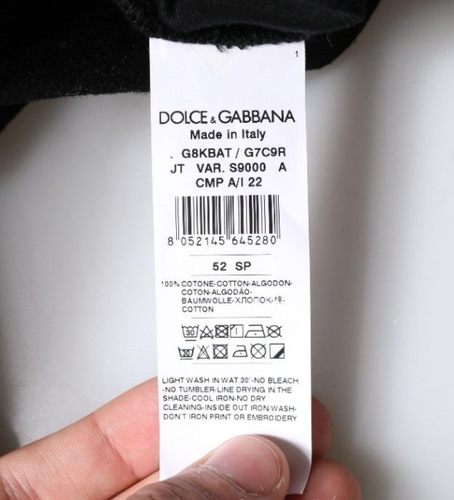 1
DOLCE & GABBANA
Made in Italy
. G8KBAT / G7C9R
JT VAR. S9000 A
CMP A/I 22
8 052145 645280
52 SP
100% COTONE-COTTON-ALGODON-
COTON-ALGODÃO-
BAUMWOLLE-ХЛОПОК-棉-
COTTON
30
LIGHT WASH IN WAT.30°-NO BLEACH
-NO TUMBLER-LINE DRYING IN THE
SHADE-COOL IRON-NO DRY
CLEANING-INSIDE OUT IRON,WASH-
DON'T IRON PRINT OR EMBROIDERY